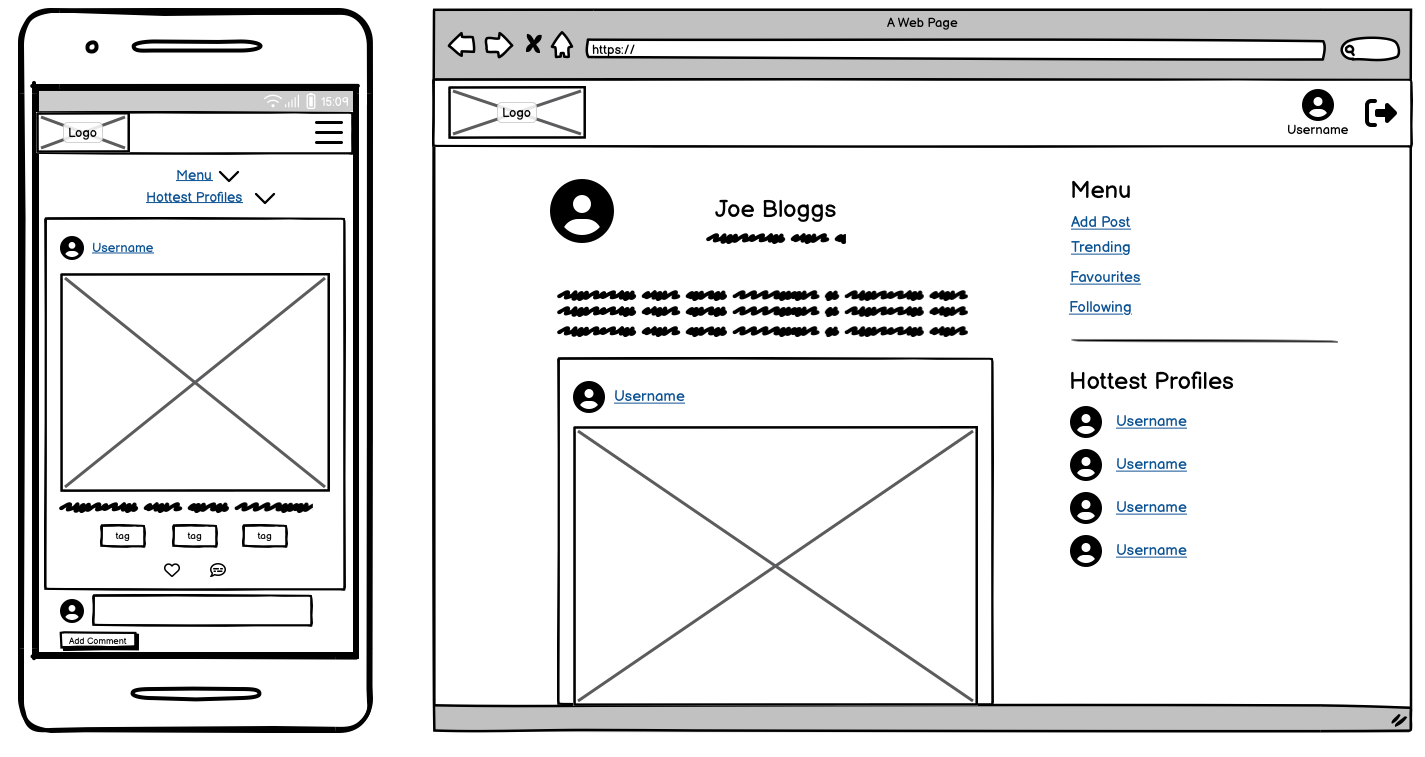 15:09
Logo
Menu
Hottest Profiles
Username
tag tag tag
Add Comment
A Web Page
https://
Logo
Username
Joe Bloggs
Username
Menu
Add Post
Trending
Favourites
Following
Hottest Profiles
Username
Username
Username
Username